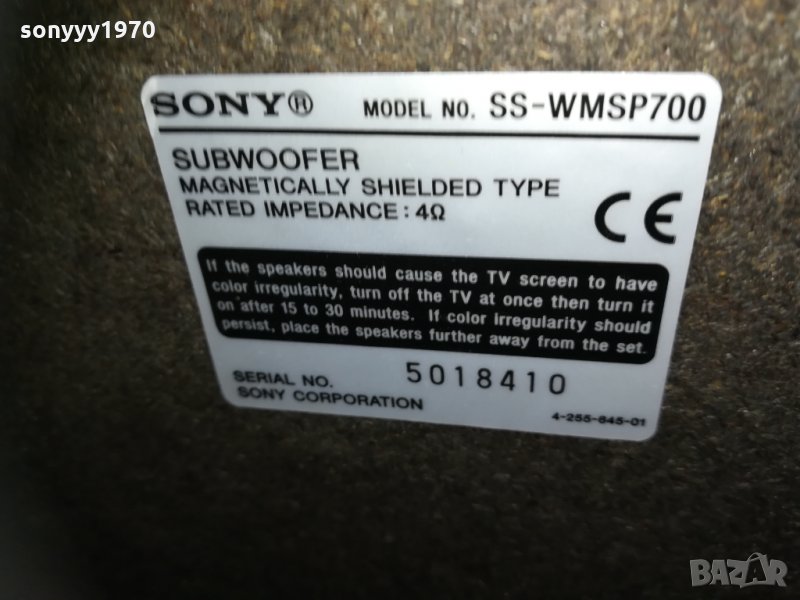 sonyyy1970
SONY® MODEL NO. SS-WMSP700
SUBWOOFER
MAGNETICALLY SHIELDED TYPE
RATED IMPEDANCE : 4Ω
CE
If the speakers should cause the TV screen to have
color irregularity, turn off the TV at once then turn it
on after 15 to 30 minutes. If color irregularity should
persist, place the speakers further away from the set.
SERIAL NO. 5018410
SONY CORPORATION
4-255-645-01
BAZAR